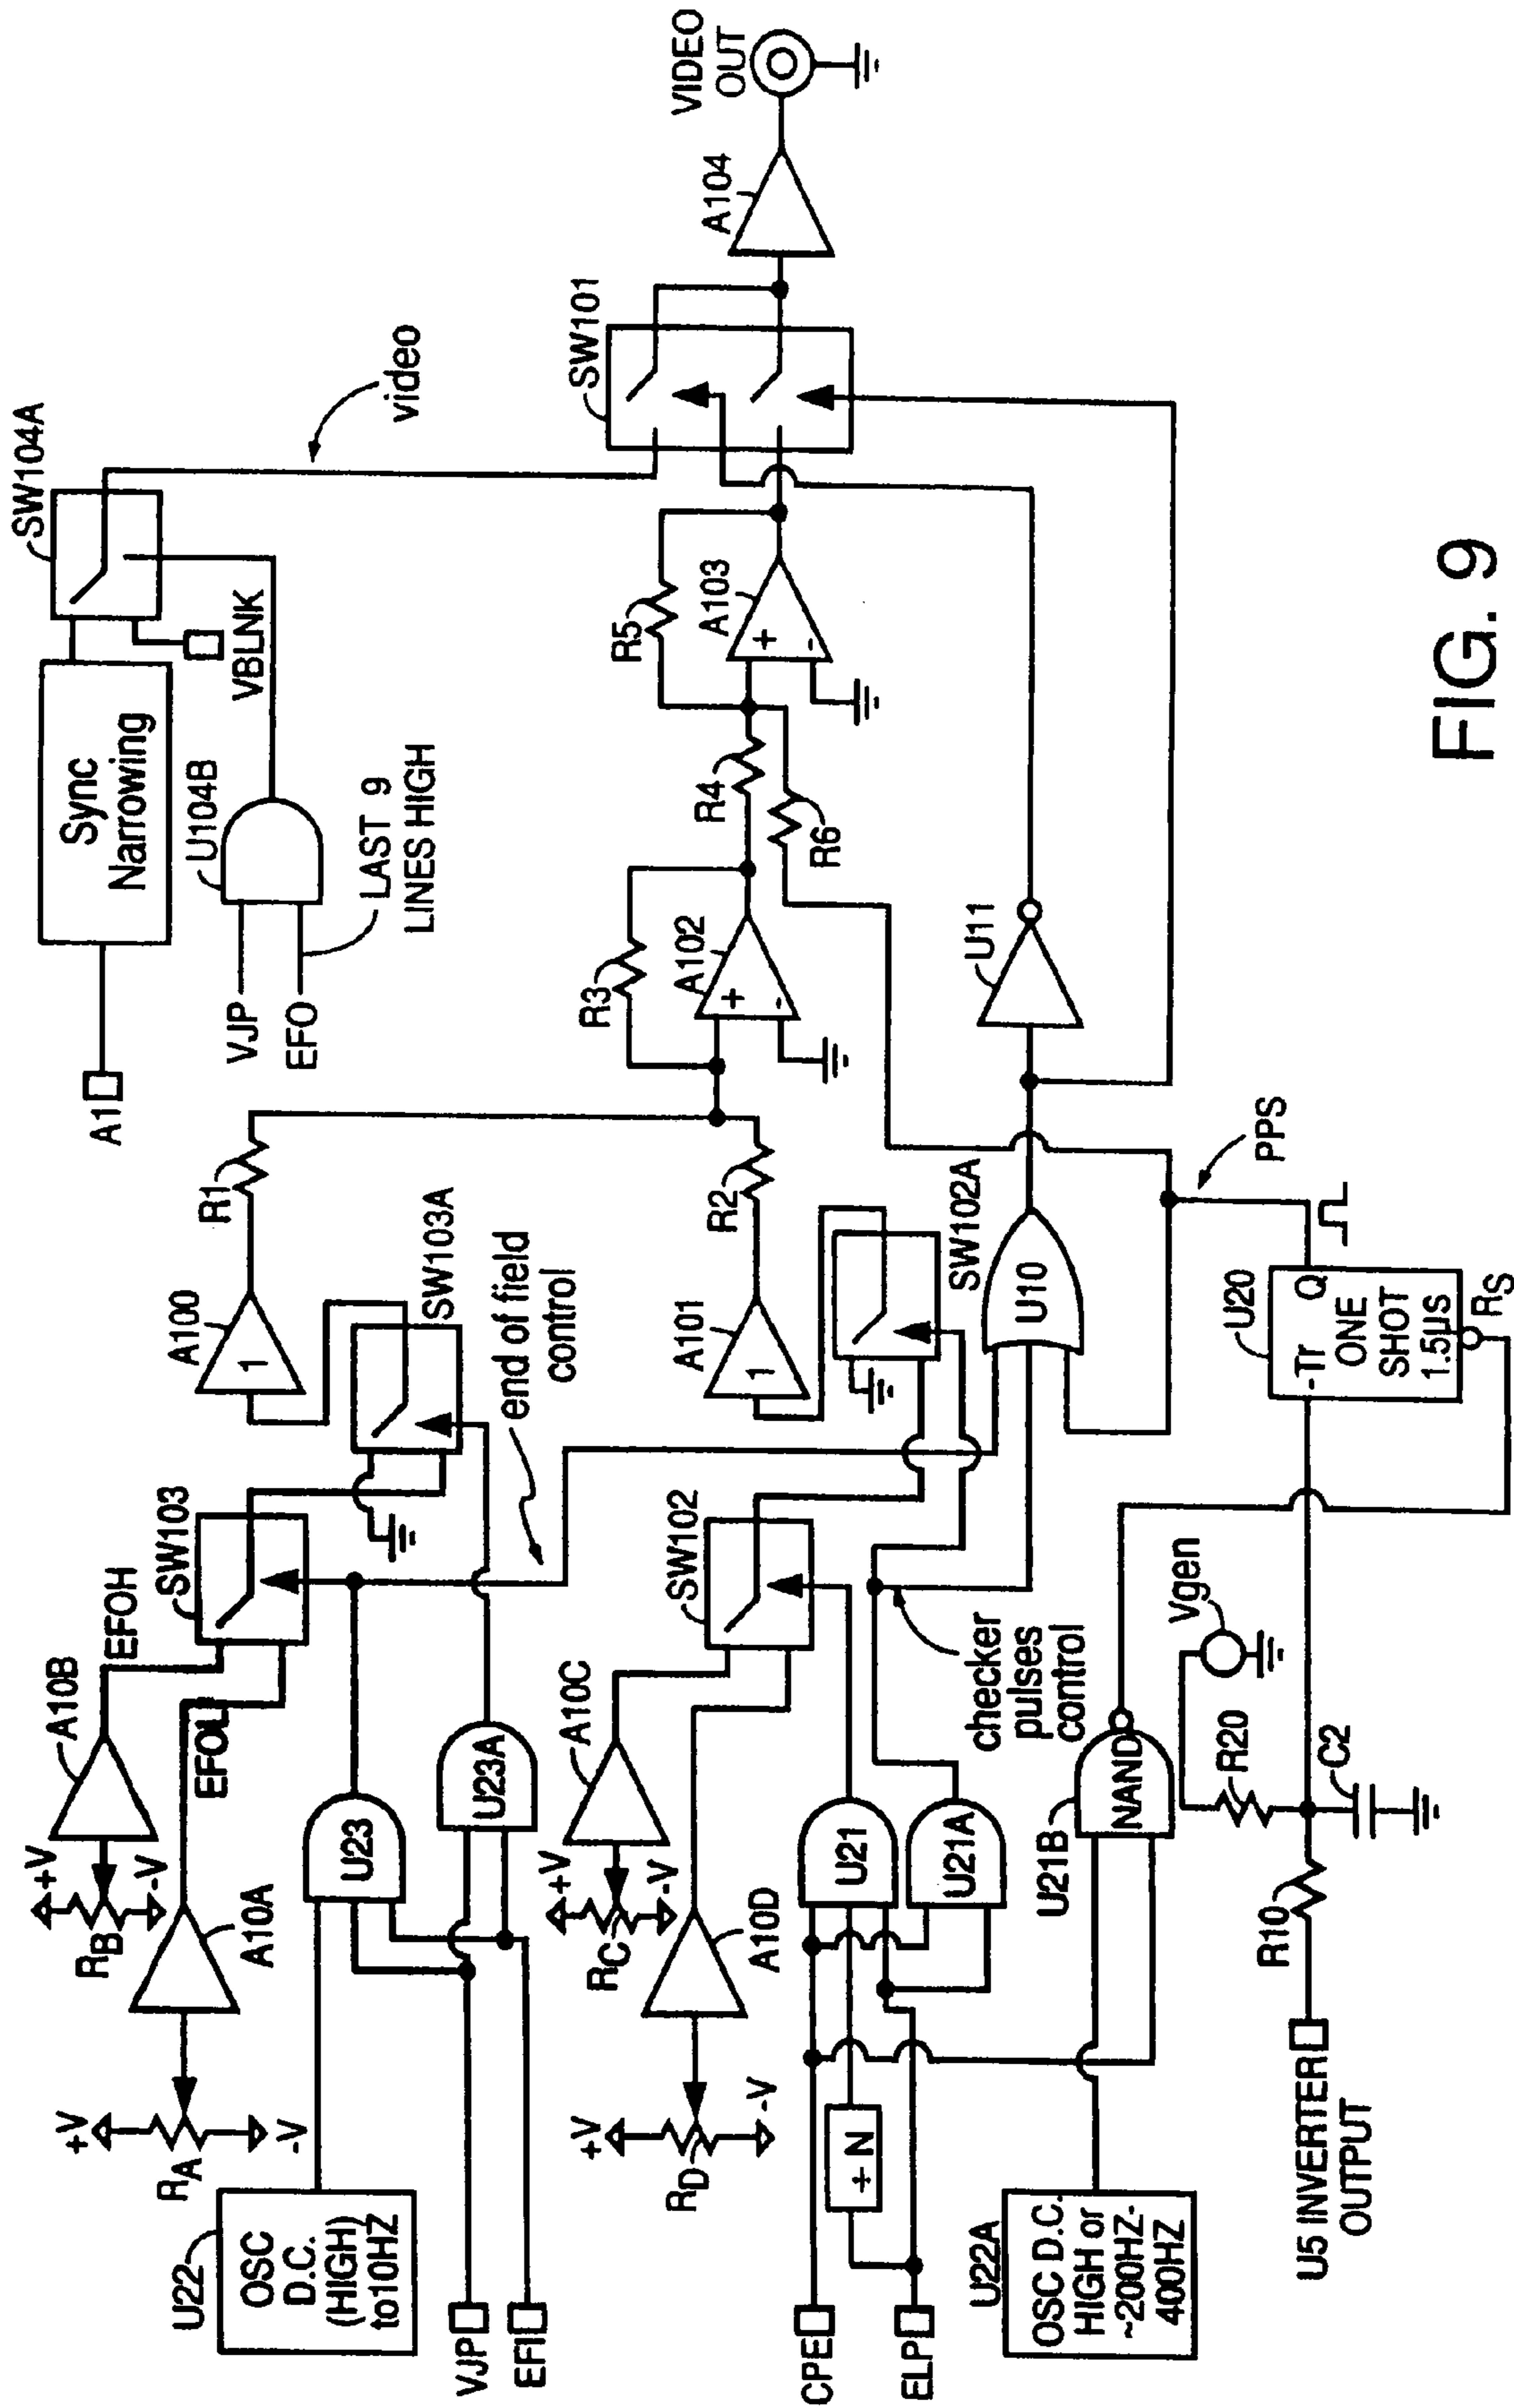 A1
Sync
Narrowing
SW104A
VJP
EFO
U104B
VBLNK
LAST 9
LINES HIGH
video
+V
RA
-V
A10A
+V
RB
-V
A10B
EFOH
EFOL
SW103
U22
OSC
D.C.
(HIGH)
to10HZ
VJP
EFI
U23
U23A
SW103A
end of field
control
A100
1
R1
+V
RD
-V
A10D
+V
RC
-V
A10C
SW102
CPE
ELP
÷ N
U21
U21A
checker
pulses
control
SW102A
A101
1
R2
R3
A102
+
-
R4
R5
A103
+
-
R6
SW101
A104
VIDEO
OUT
U10
U11
U22A
OSC D.C.
HIGH or
~200HZ-
400HZ
U21B
NAND
Vgen
R20
C2
R10
U5 INVERTER
OUTPUT
U20
-Tr
Q
ONE
SHOT
1.5µS
RS
PPS
FIG. 9